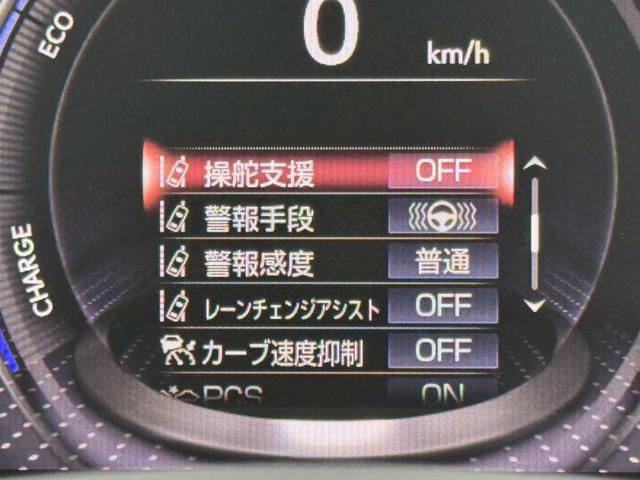 ECO
0
km/h
操舵支援 OFF
警報手段
警報感度 普通
レーンチェンジアシスト OFF
カーブ速度抑制 OFF
PCS ON
CHARGE